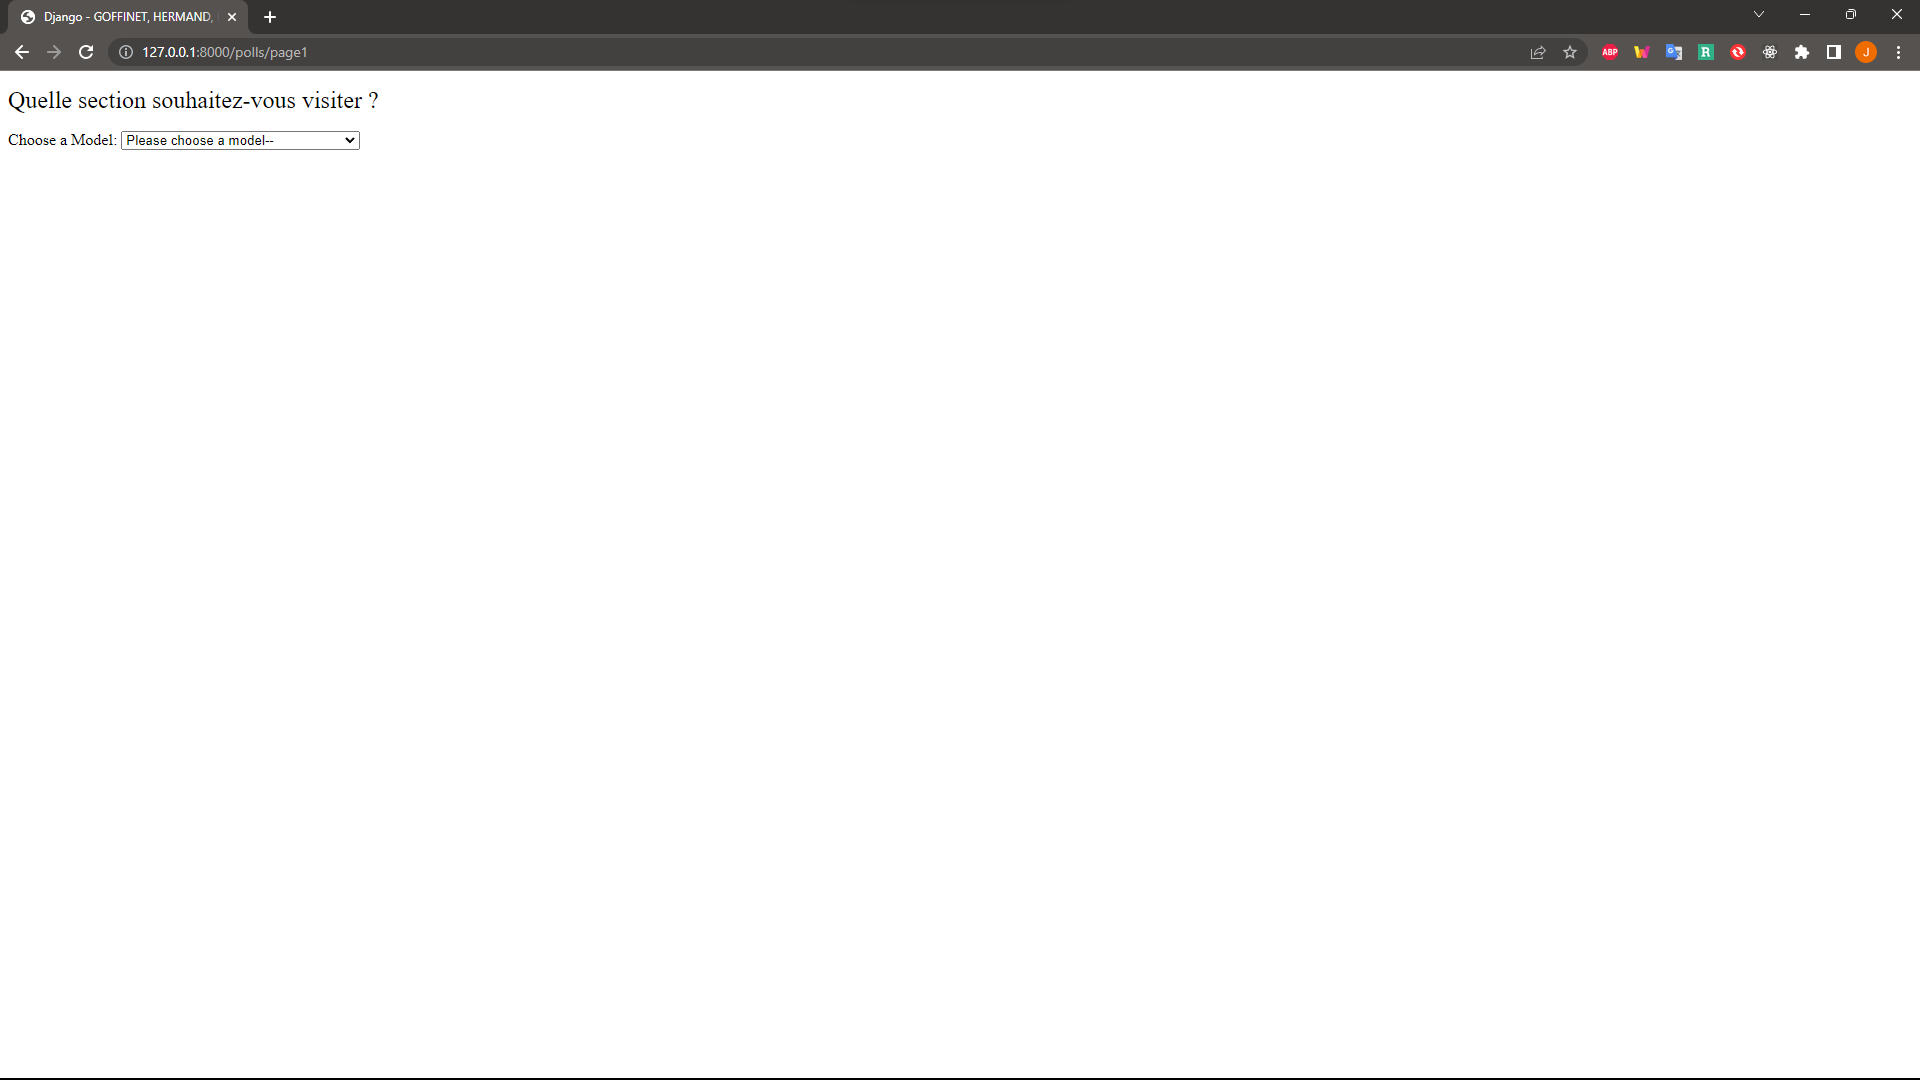 Django - GOFFINET, HERMAND,
127.0.0.1:8000/polls/page1
ABP
G
R
J
Quelle section souhaitez-vous visiter ?
Choose a Model: Please choose a model--